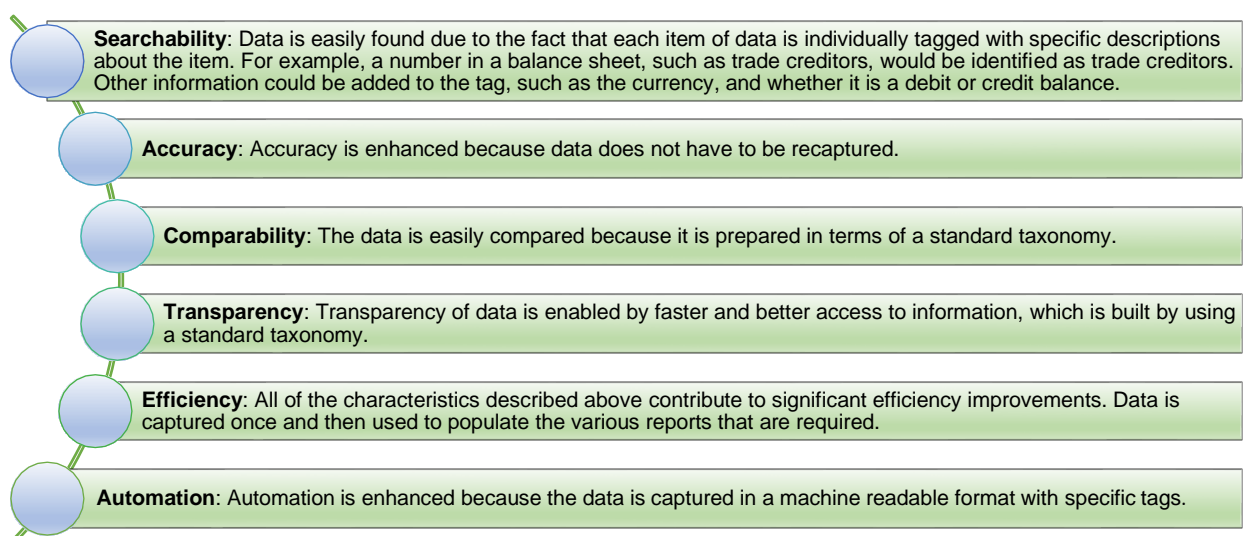 Searchability: Data is easily found due to the fact that each item of data is individually tagged with specific descriptions
about the item. For example, a number in a balance sheet, such as trade creditors, would be identified as trade creditors.
Other information could be added to the tag, such as the currency, and whether it is a debit or credit balance.
Accuracy: Accuracy is enhanced because data does not have to be recaptured.
Comparability: The data is easily compared because it is prepared in terms of a standard taxonomy.
Transparency: Transparency of data is enabled by faster and better access to information, which is built by using
a standard taxonomy.
Efficiency: All of the characteristics described above contribute to significant efficiency improvements. Data is
captured once and then used to populate the various reports that are required.
Automation: Automation is enhanced because the data is captured in a machine readable format with specific tags.